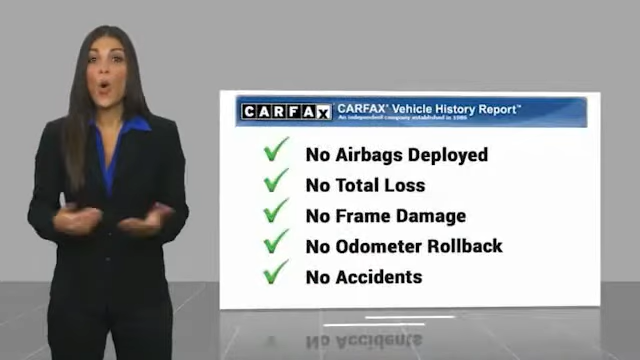 CARFAX CARFAX® Vehicle History Report™
An independent company established in 1986
No Airbags Deployed
No Total Loss
No Frame Damage
No Odometer Rollback
No Accidents